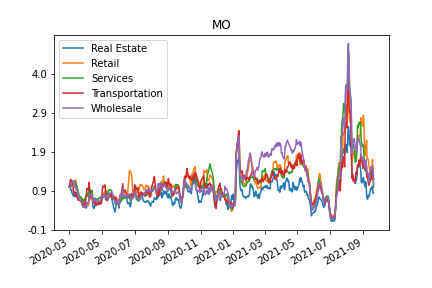 MO
Real Estate
Retail
Services
Transportation
Wholesale
4.0
2.9
1.9
0.9
-0.1
2020-03
2020-05
2020-07
2020-09
2020-11
2021-01
2021-03
2021-05
2021-07
2021-09